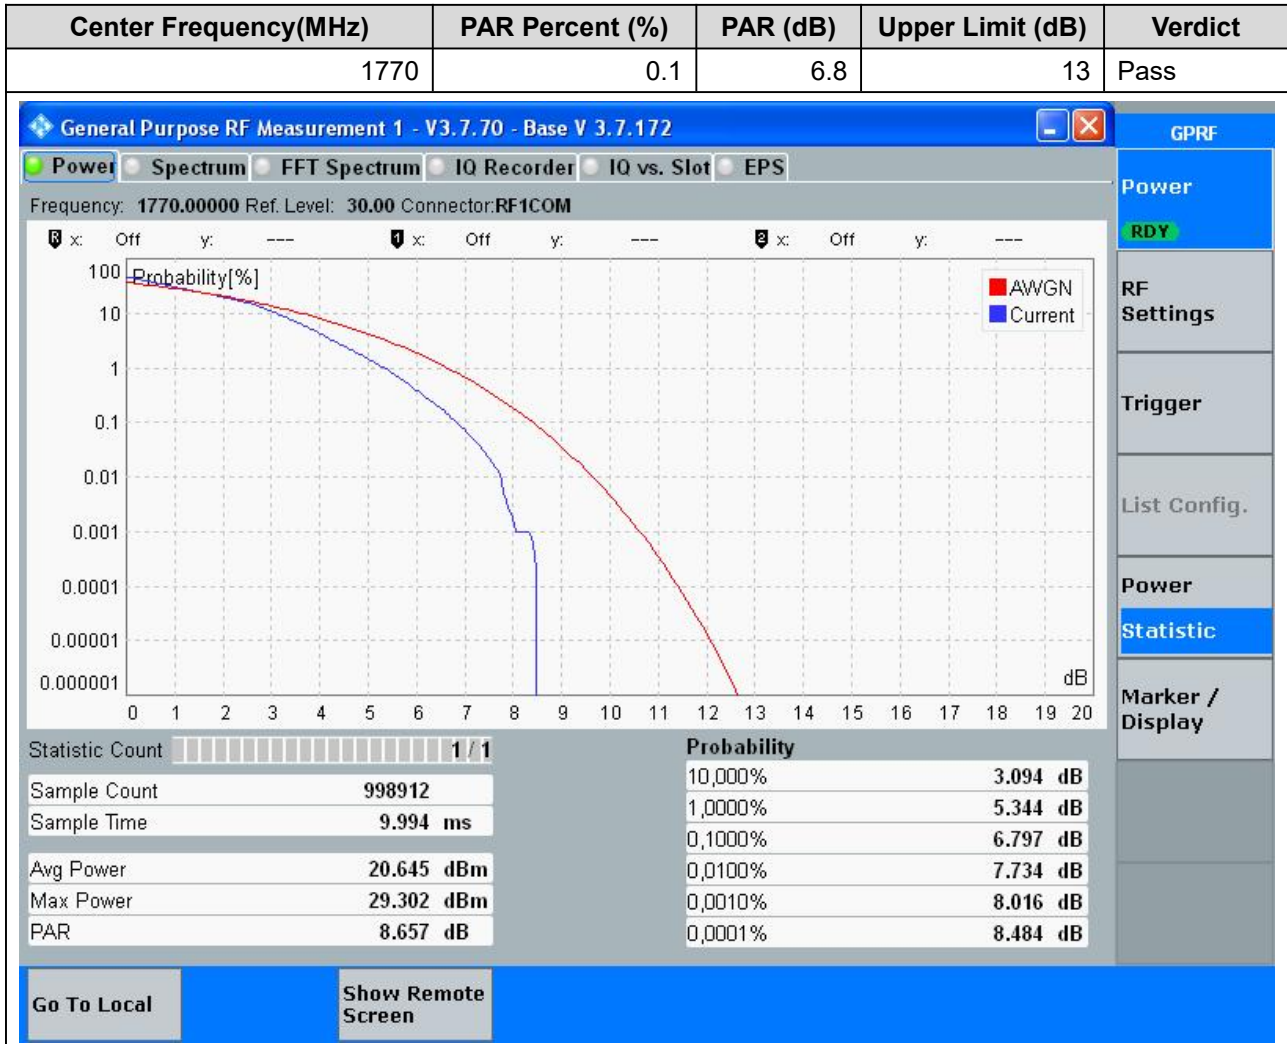 Center Frequency(MHz) PAR Percent (%) PAR (dB) Upper Limit (dB) Verdict
1770 0.1 6.8 13 Pass
General Purpose RF Measurement 1 - V3.7.70 - Base V 3.7.172
GPRF
Power Spectrum FFT Spectrum IQ Recorder IQ vs. Slot EPS
Power
RDY
Frequency: 1770.00000 Ref. Level: 30.00 Connector:RF1COM
R x: Off y: --- 1 x: Off y: --- 2 x: Off y: ---
Probability[%]
AWGN
Current
100
10
1
0.1
0.01
0.001
0.0001
0.00001
0.000001
dB
0 1 2 3 4 5 6 7 8 9 10 11 12 13 14 15 16 17 18 19 20
RF
Settings
Trigger
List Config.
Power
Statistic
Marker /
Display
Statistic Count 1 / 1
Sample Count 998912
Sample Time 9.994 ms
Avg Power 20.645 dBm
Max Power 29.302 dBm
PAR 8.657 dB
Probability
10,000% 3.094 dB
1,0000% 5.344 dB
0,1000% 6.797 dB
0,0100% 7.734 dB
0,0010% 8.016 dB
0,0001% 8.484 dB
Go To Local
Show Remote
Screen